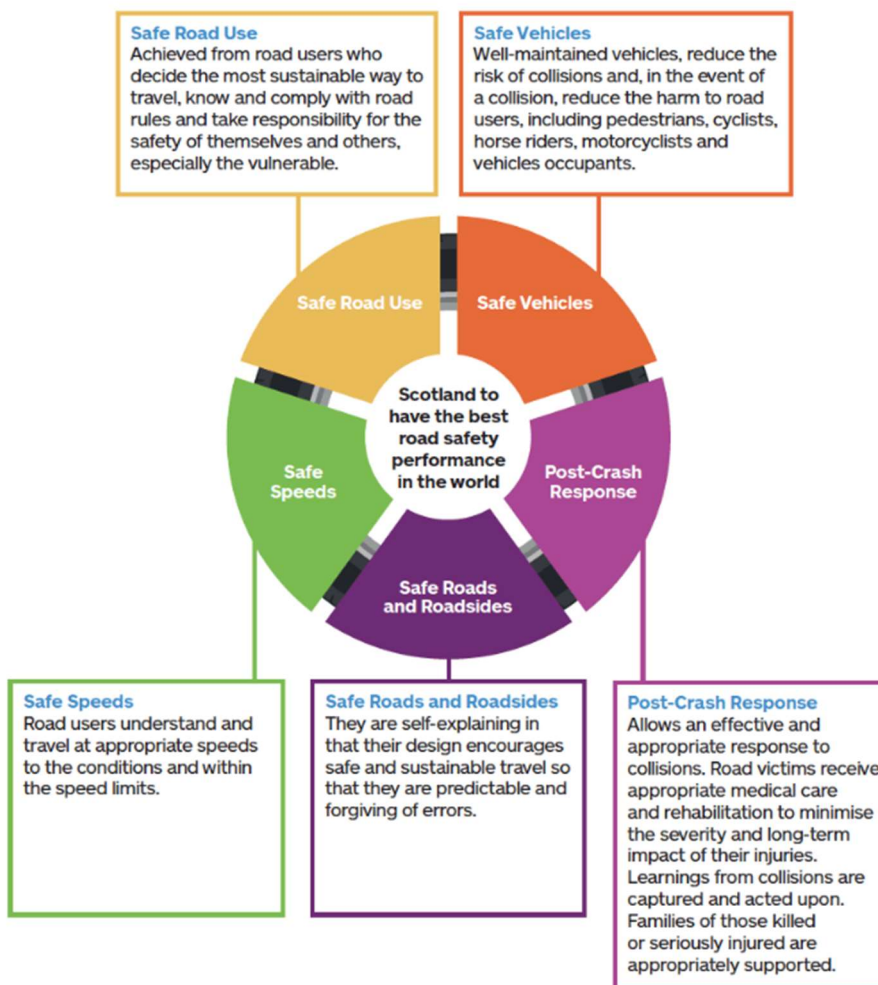 Safe Road Use
Achieved from road users who
decide the most sustainable way to
travel, know and comply with road
rules and take responsibility for the
safety of themselves and others,
especially the vulnerable.
Safe Vehicles
Well-maintained vehicles, reduce the
risk of collisions and, in the event of
a collision, reduce the harm to road
users, including pedestrians, cyclists,
horse riders, motorcyclists and
vehicles occupants.
Safe Road Use
Safe Vehicles
Scotland to
have the best
road safety
performance
in the world
Safe
Speeds
Post-Crash
Response
Safe Roads
and Roadsides
Safe Speeds
Road users understand and
travel at appropriate speeds
to the conditions and within
the speed limits.
Safe Roads and Roadsides
They are self-explaining in
that their design encourages
safe and sustainable travel so
that they are predictable and
forgiving of errors.
Post-Crash Response
Allows an effective and
appropriate response to
collisions. Road victims receive
appropriate medical care
and rehabilitation to minimise
the severity and long-term
impact of their injuries.
Learnings from collisions are
captured and acted upon.
Families of those killed
or seriously injured are
appropriately supported.